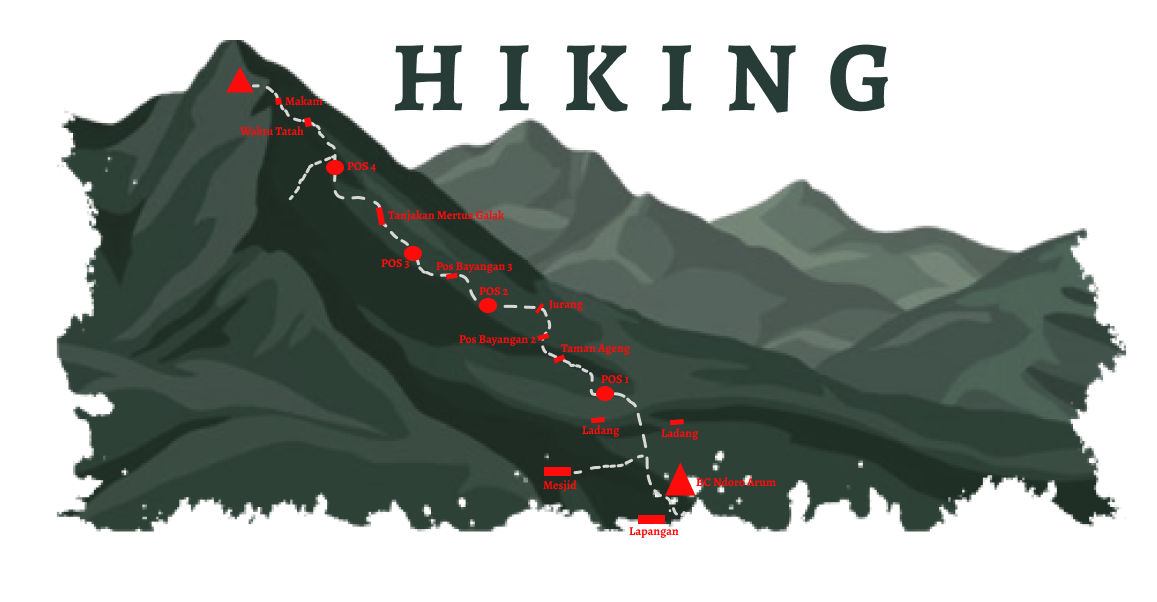 HIKING
Makam
Wahtu Tatah
POS 4
Tanjakan Mertua Galak
POS 3
Pos Bayangan 3
POS 2
Jurang
Pos Bayangan 2
Taman Ageng
POS 1
Ladang
Ladang
Mesjid
BC Ndoro Arum
Lapangan